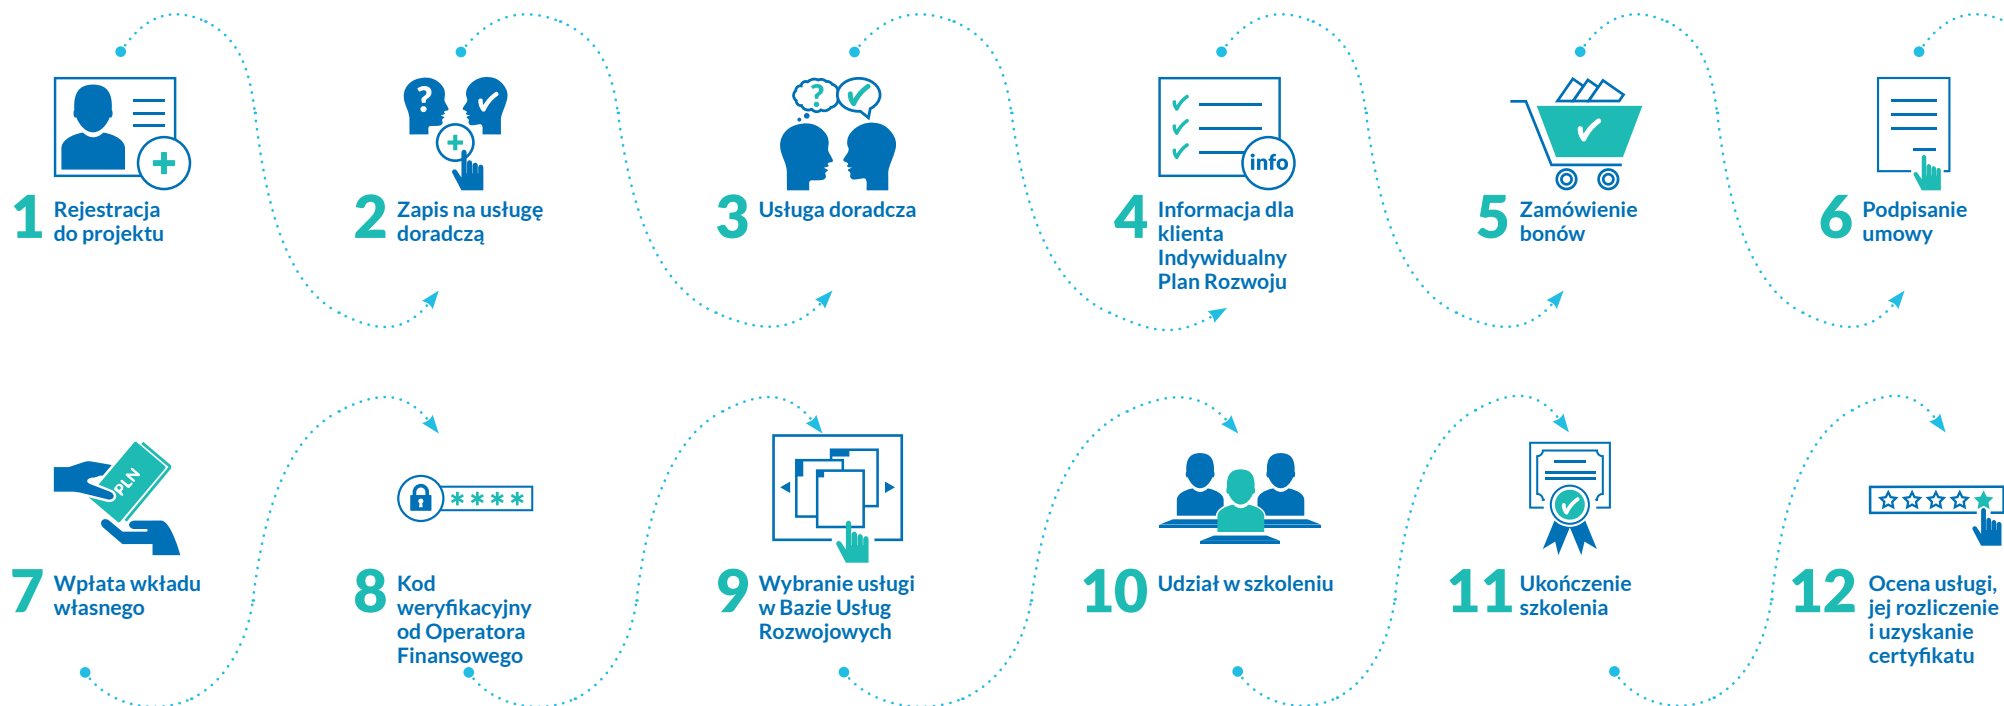 info
1 Rejestracja
do projektu
2 Zapis na usługę
doradczą
3 Usługa doradcza
4 Informacja dla
klienta
Indywidualny
Plan Rozwoju
5 Zamówienie
bonów
6 Podpisanie
umowy
PLN
7 Wpłata wkładu
własnego
8 Kod
weryfikacyjny
od Operatora
Finansowego
9 Wybranie usługi
w Bazie Usług
Rozwojowych
10 Udział w szkoleniu
11 Ukończenie
szkolenia
12 Ocena usługi,
jej rozliczenie
i uzyskanie
certyfikatu